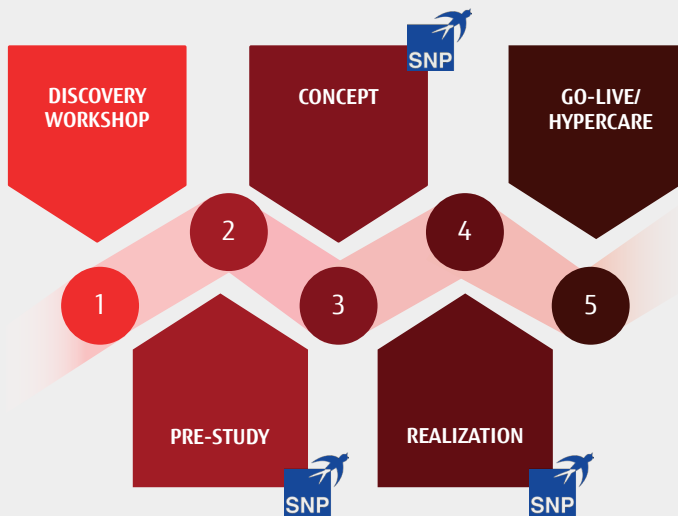 DISCOVERY
WORKSHOP
CONCEPT
SNP
GO-LIVE/
HYPERCARE
1
2
3
4
5
PRE-STUDY
SNP
REALIZATION
SNP